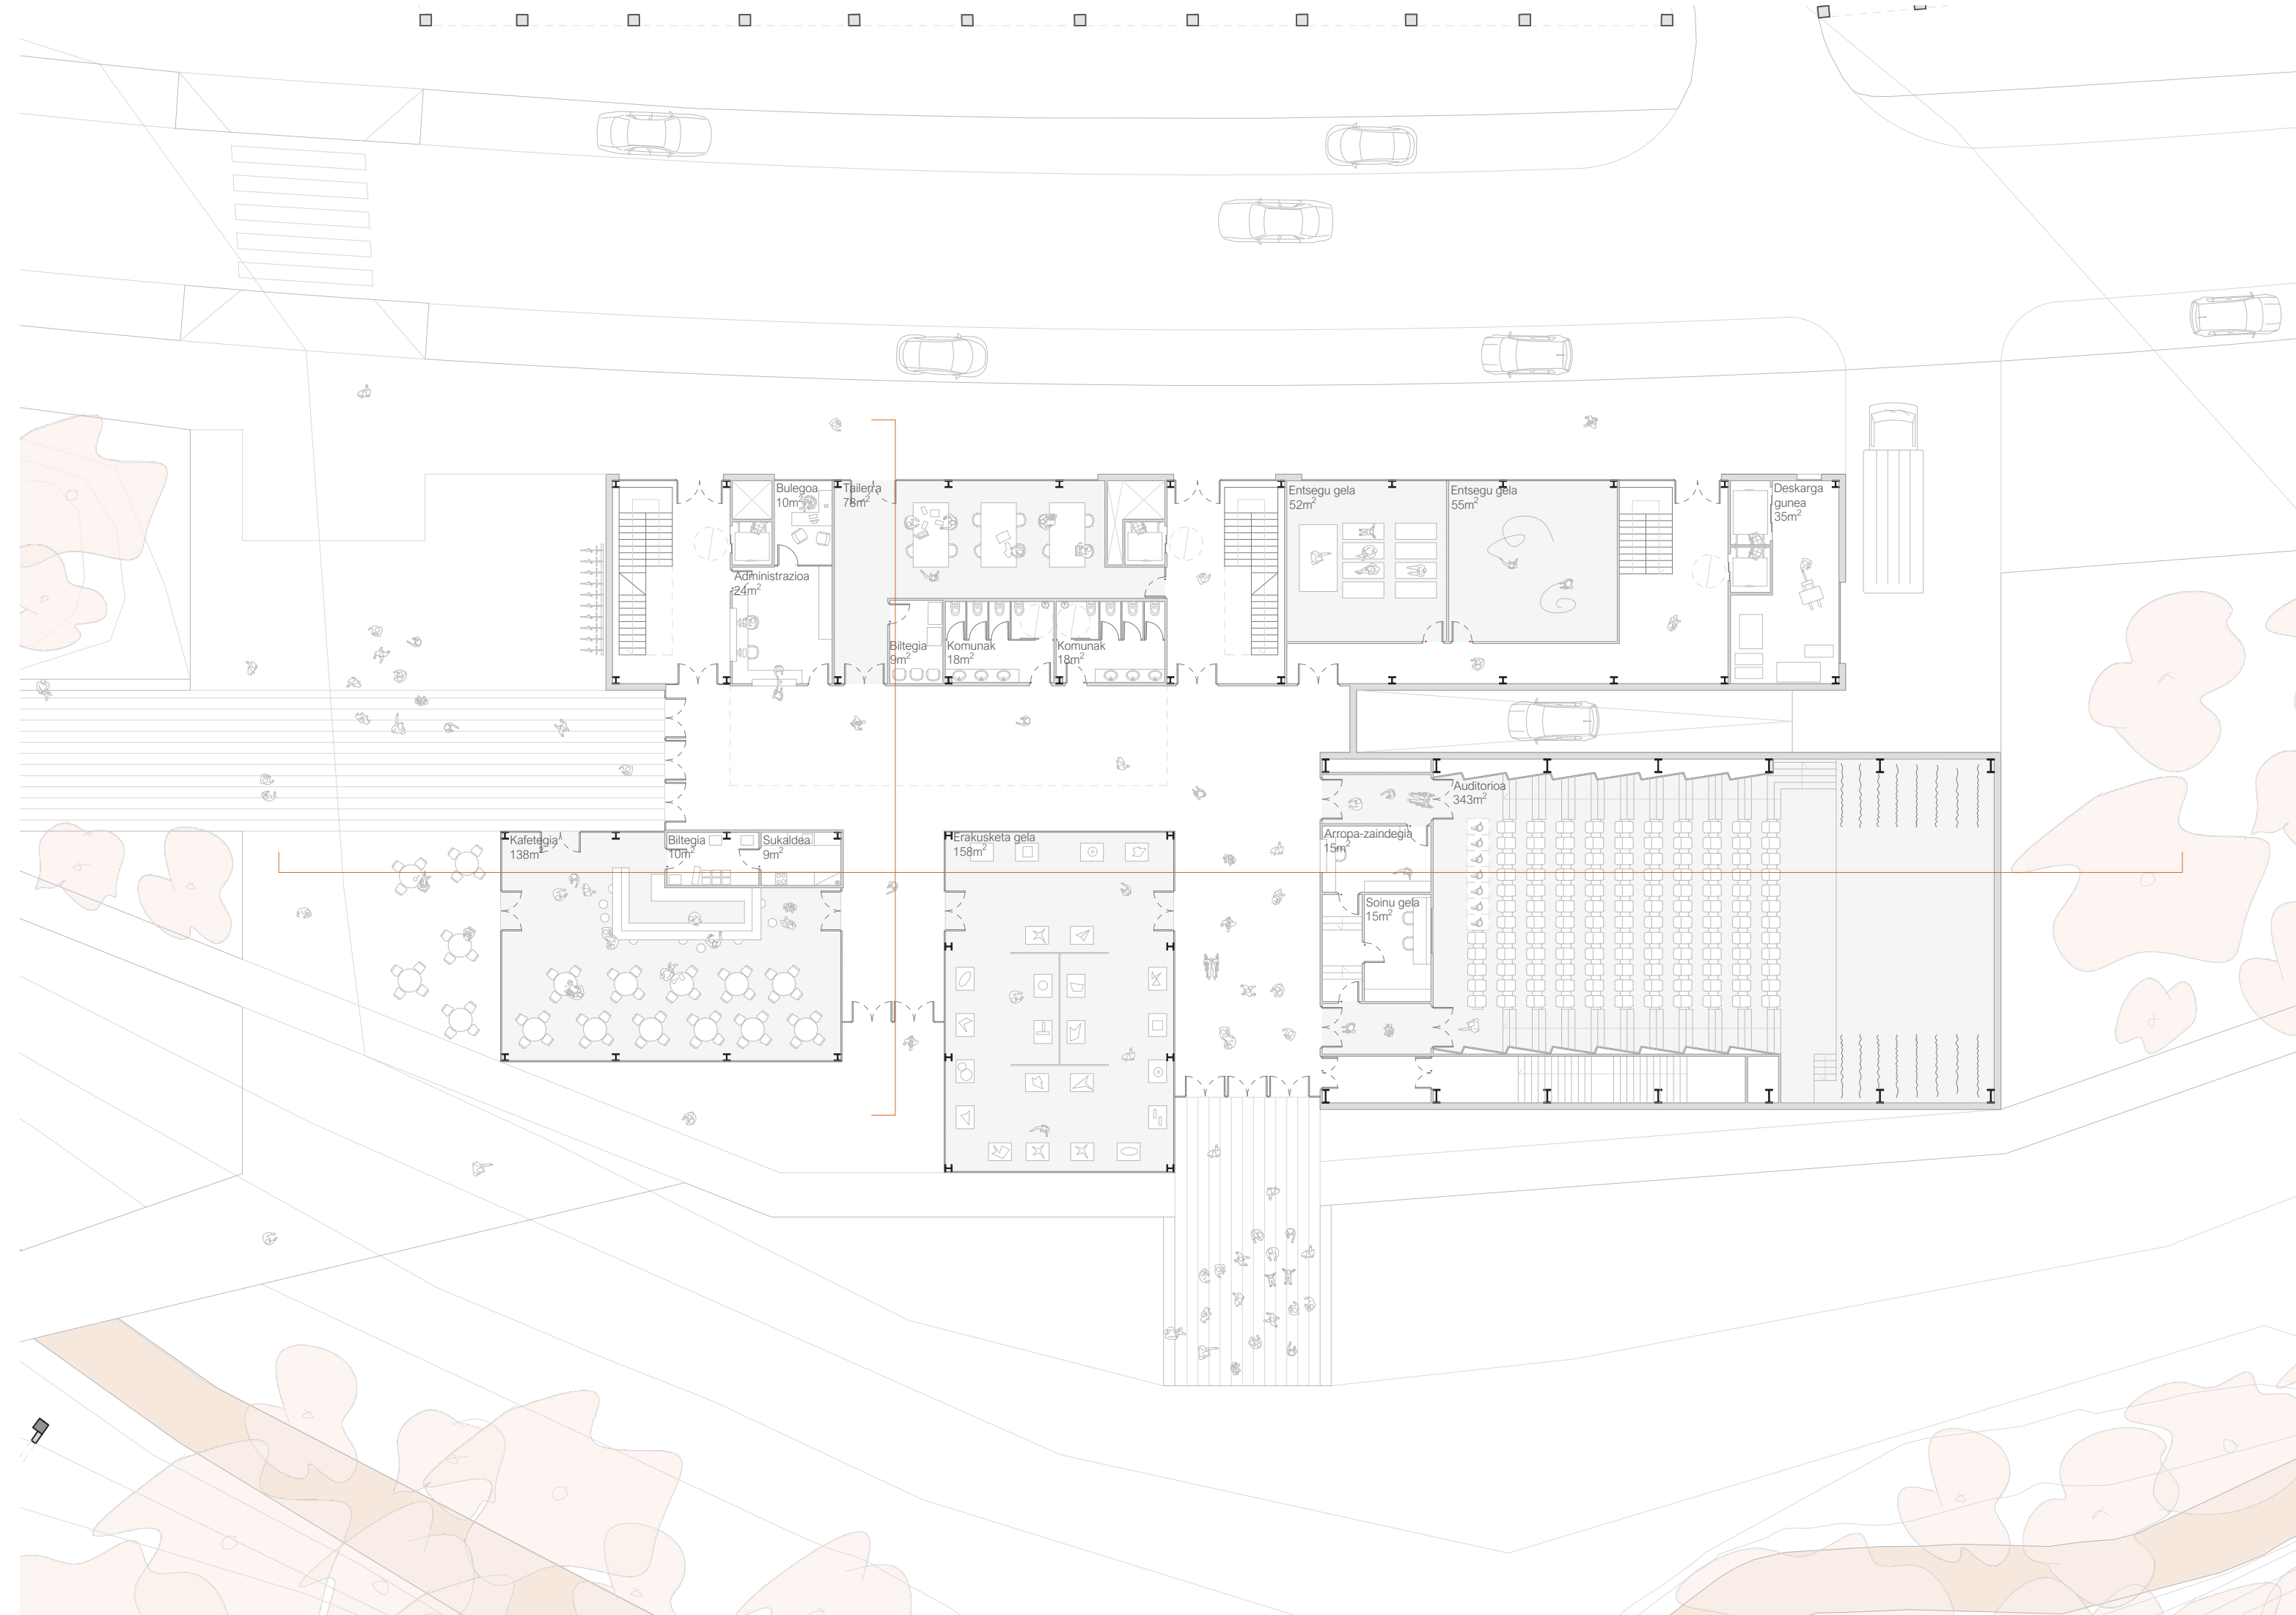 Bulegoa
10m²
Tailerra
78m²
Entsegu gela
52m²
Entsegu gela
55m²
Deskarga
gunea
35m²
Administrazioa
24m²
Biltegia
9m²
Komunak
18m²
Komunak
18m²
Auditorioa
343m²
Kafetegia
138m²
Biltegia
10m²
Sukaldea
9m²
Erakusketa gela
158m²
Arropa-zaindegia
15m²
Soinu gela
15m²